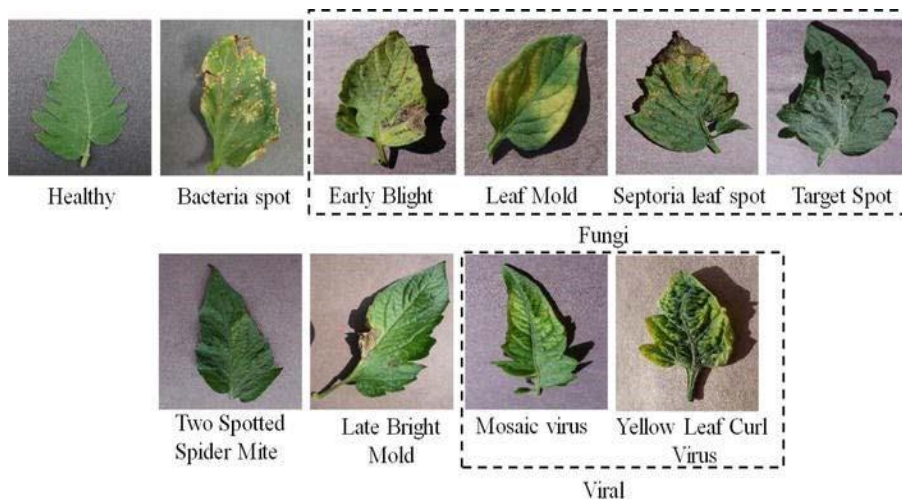 Healthy
Bacteria spot
Early Blight
Leaf Mold
Septoria leaf spot
Target Spot
Fungi
Two Spotted
Spider Mite
Late Bright
Mold
Mosaic virus
Yellow Leaf Curl
Virus
Viral